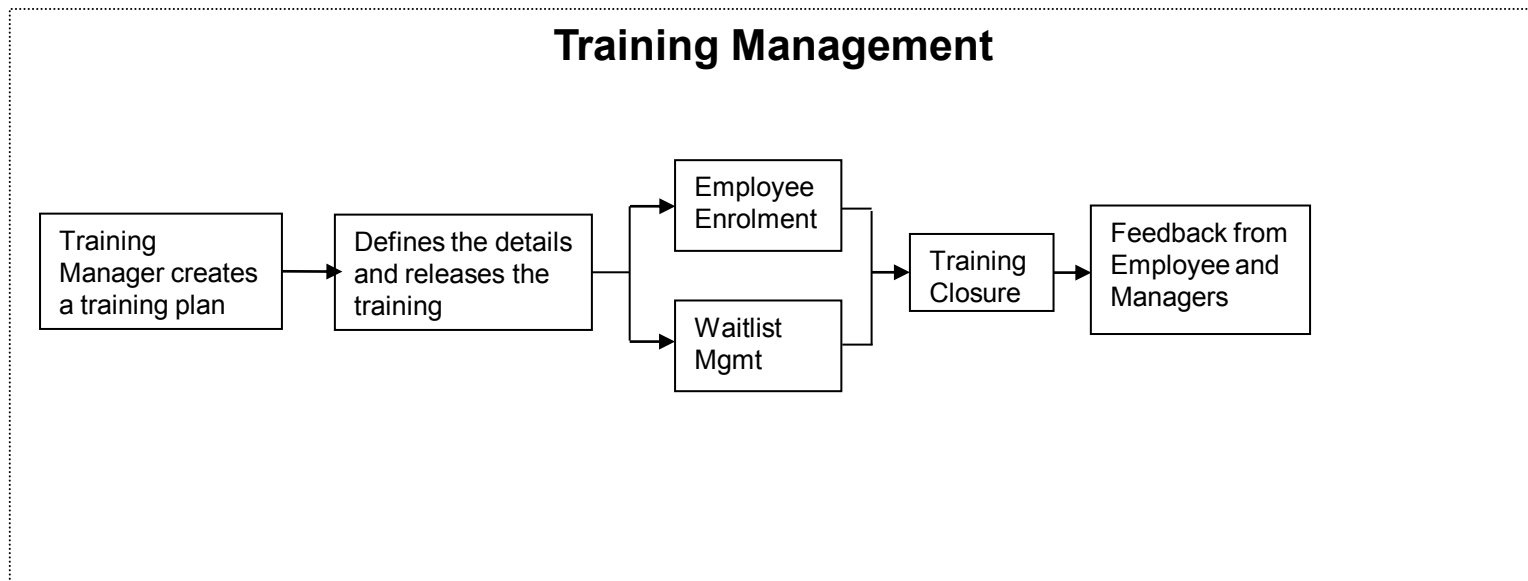 Training Management
Training
Manager creates
a training plan
Defines the details
and releases the
training
Employee
Enrolment
Waitlist
Mgmt
Training
Closure
Feedback from
Employee and
Managers